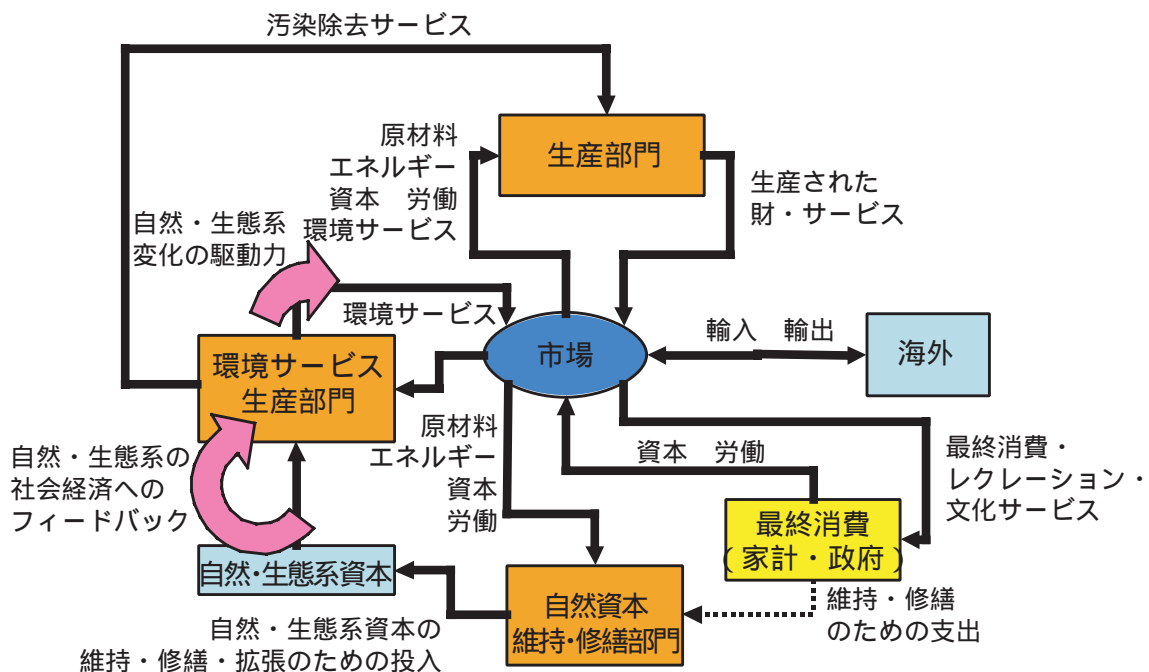 汚染除去サービス
原材料
エネルギー
資本　労働
環境サービス
生産部門
生産された
財・サービス
自然・生態系
変化の駆動力
環境サービス
市場
輸入　輸出
海外
環境サービス
生産部門
原材料
エネルギー
資本
労働
資本　労働
最終消費・
レクレーション・
文化サービス
自然・生態系の
社会経済への
フィードバック
最終消費
（家計・政府）
自然・生態系資本
自然資本
維持・修繕部門
維持・修繕
のための支出
自然・生態系資本の
維持・修繕・拡張のための投入